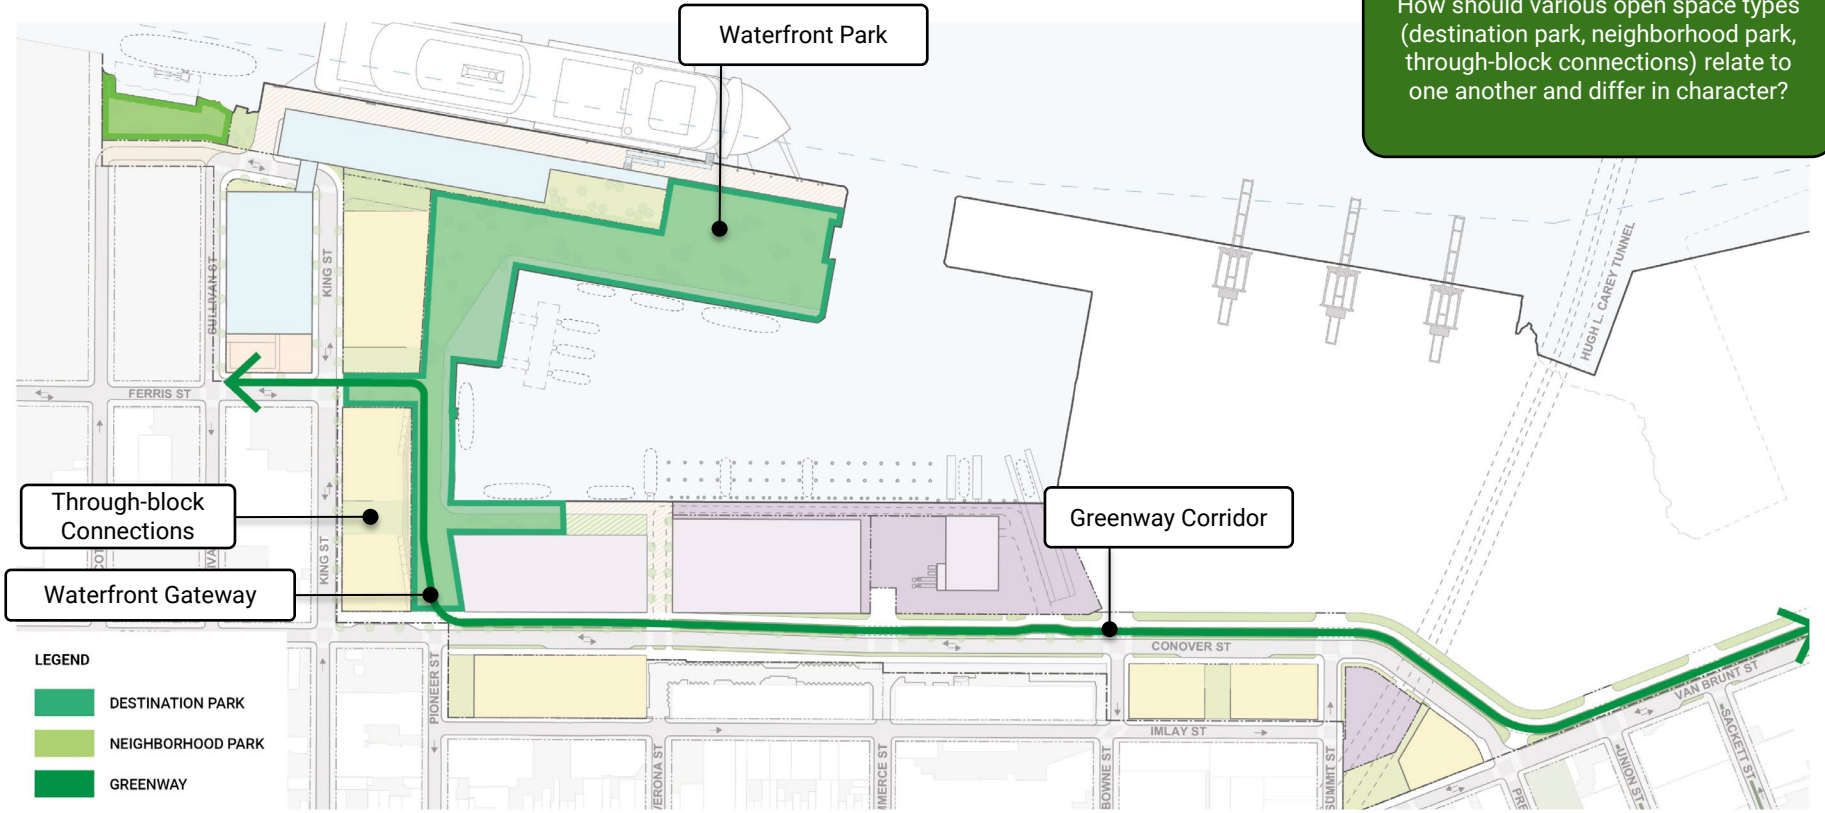 How should various open space types
(destination park, neighborhood park,
through-block connections) relate to
one another and differ in character?
Waterfront Park
HUGH L. CAREY TUNNEL
SULLIVAN ST
KING ST
FERRIS ST
Through-block
Connections
KING ST
Greenway Corridor
Waterfront Gateway
CONOVER ST
LEGEND
DESTINATION PARK
NEIGHBORHOOD PARK
GREENWAY
PIONEER ST
VAN BRUNT ST
IMLAY ST
VERONA ST
BOWNE ST
SUMMIT ST
UNION ST
SACKETT ST